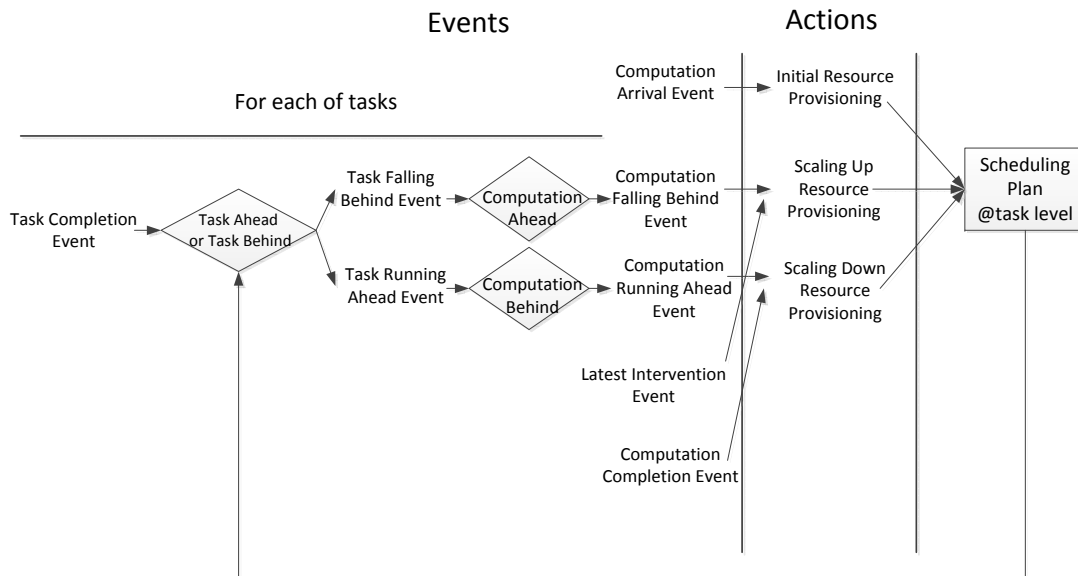 Events
Actions
For each of tasks
Computation
Arrival Event
Initial Resource
Provisioning
Task Completion
Event
Task Ahead
or Task Behind
Task Falling
Behind Event
Computation
Ahead
Computation
Falling Behind
Event
Scaling Up
Resource
Provisioning
Scheduling
Plan
@task level
Task Running
Ahead Event
Computation
Behind
Computation
Running Ahead
Event
Scaling Down
Resource
Provisioning
Latest Intervention
Event
Computation
Completion Event